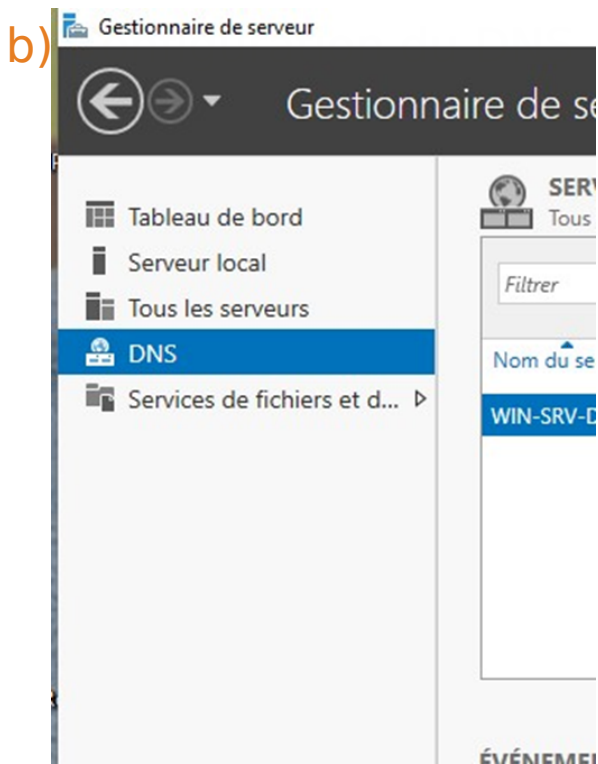 b)
Gestionnaire de serveur
Gestionnaire de se
Tableau de bord
Serveur local
Tous les serveurs
DNS
Services de fichiers et d...
SERV
Tous
Filtrer
Nom du se
WIN-SRV-D
ÉVÉNEMEN